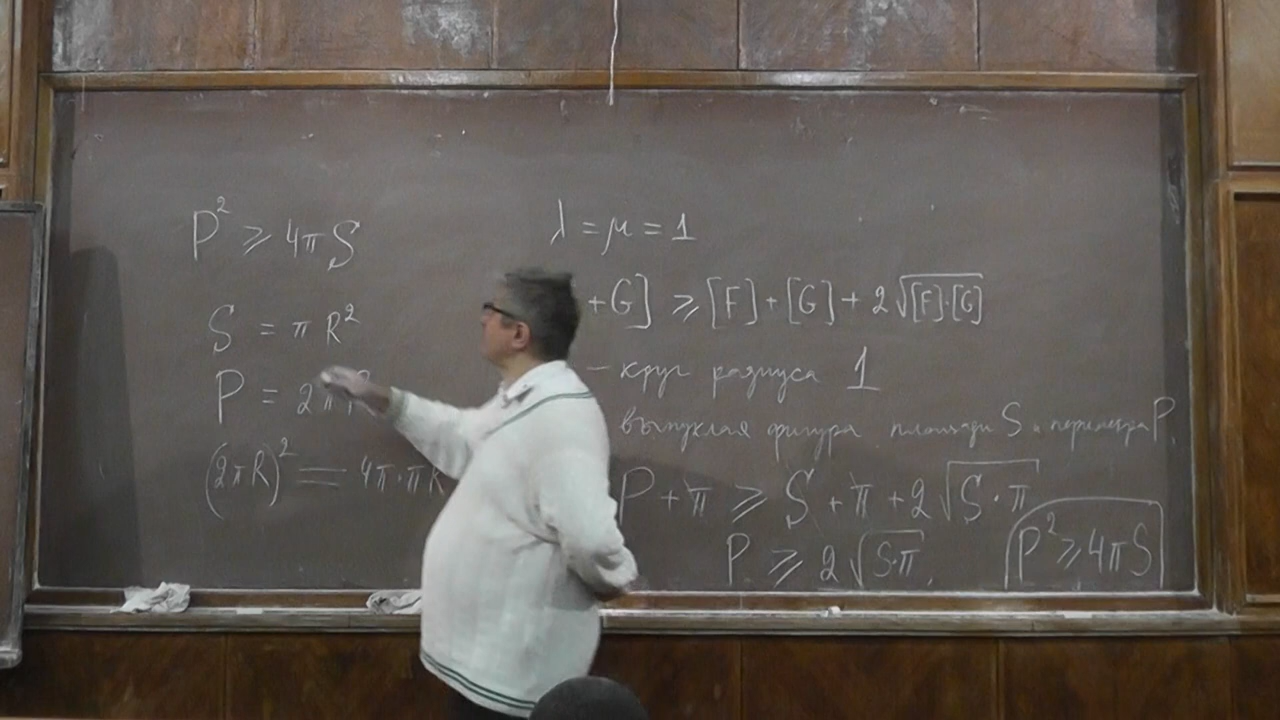 P² ⩾ 4πS
S = πR²
P = 2πR
(2πR)² = 4π·πR
λ = μ = 1
+G] ⩾ [F]+[G]+2√[F]·[G]
– круг радиуса 1
выпуклая фигура площади S и периметра P.
P+π ⩾ S+π+2√S·π
P ⩾ 2√S·π.
P² ⩾ 4πS